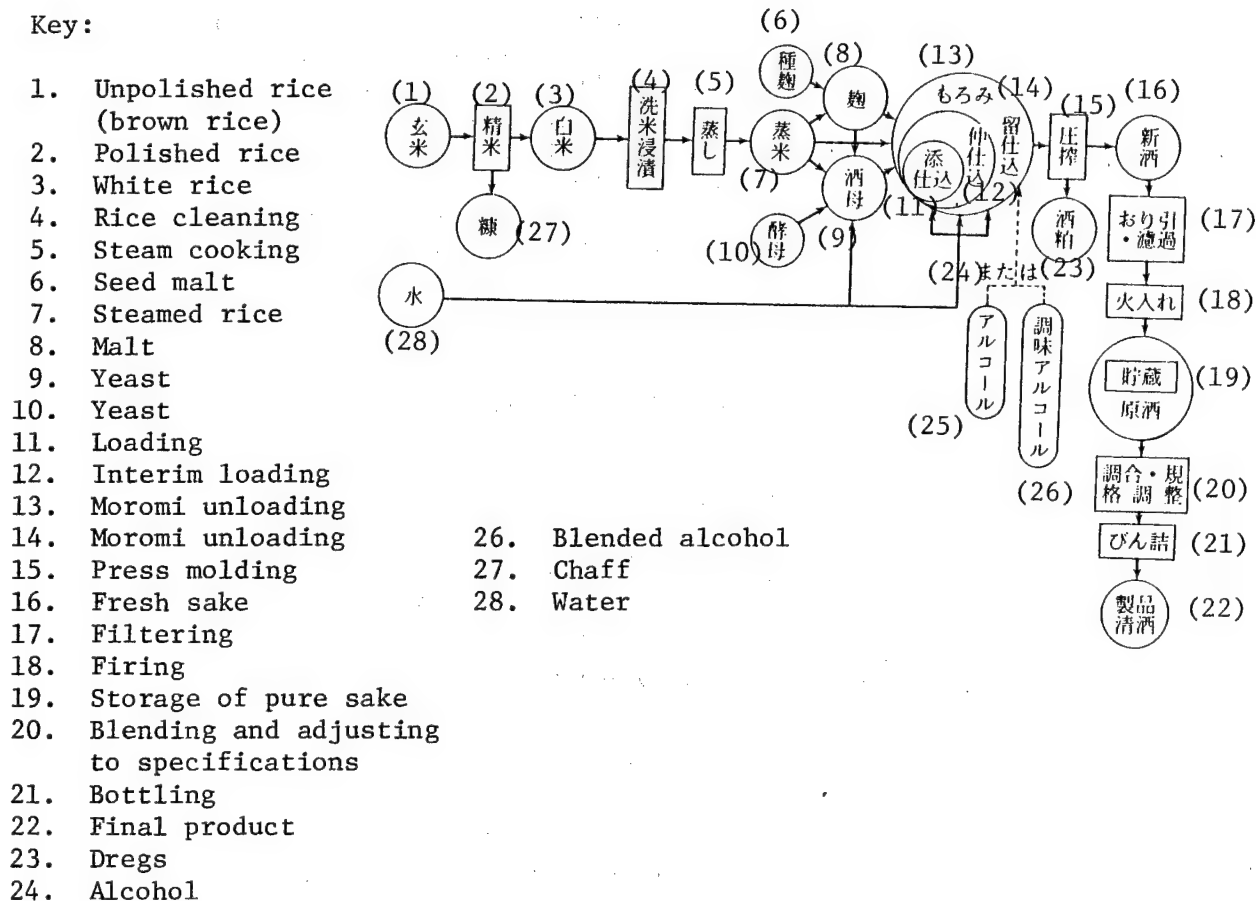 Key:
1. Unpolished rice
(brown rice)
2. Polished rice
3. White rice
4. Rice cleaning
5. Steam cooking
6. Seed malt
7. Steamed rice
8. Malt
9. Yeast
10. Yeast
11. Loading
12. Interim loading
13. Moromi unloading
14. Moromi unloading
15. Press molding
16. Fresh sake
17. Filtering
18. Firing
19. Storage of pure sake
20. Blending and adjusting
to specifications
21. Bottling
22. Final product
23. Dregs
24. Alcohol
26. Blended alcohol
27. Chaff
28. Water
(1)
玄米
(2)
精米
(3)
白米
(4)
洗米浸漬
(5)
蒸し
(6)
種麹
(7)
蒸米
(8)
麹
(9)
酒母
(10)
酵母
(11)
添
仕込
(12)
仲仕込
(13)
もろみ
(14)
留仕込
(15)
圧搾
(16)
新酒
おり引
・濾過
(17)
火入れ
(18)
貯蔵
原酒
(19)
調合・規
格調整
(20)
びん詰
(21)
製品
清酒
(22)
酒粕
(23)
(24)
または
アルコール
(25)
調味アルコール
(26)
糠
(27)
水
(28)